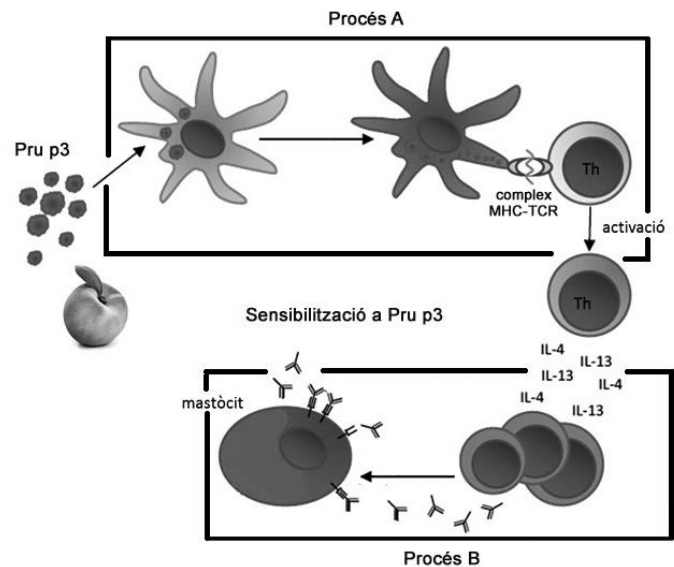 Procés A
Pru p3
Th
complex
MHC-TCR
activació
Th
Sensibilització a Pru p3
IL-4
IL-13
IL-13
IL-4
IL-4
IL-13
mastòcit
Procés B